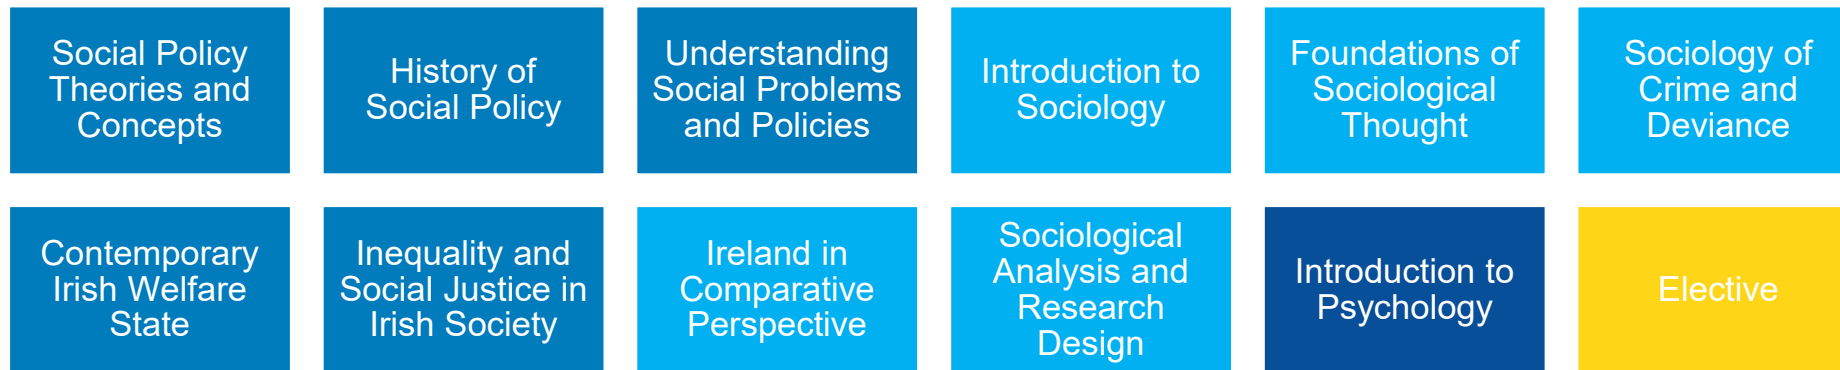 Social Policy
Theories and
Concepts
History of
Social Policy
Understanding
Social Problems
and Policies
Introduction to
Sociology
Foundations of
Sociological
Thought
Sociology of
Crime and
Deviance
Contemporary
Irish Welfare
State
Inequality and
Social Justice in
Irish Society
Ireland in
Comparative
Perspective
Sociological
Analysis and
Research
Design
Introduction to
Psychology
Elective